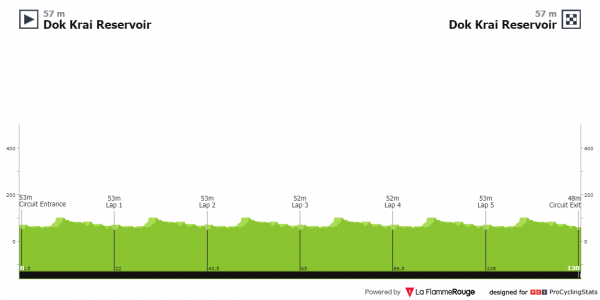 57 m
Dok Krai Reservoir
57 m
Dok Krai Reservoir
400
400
200
200
53m
Circuit Entrance
53m
Lap 1
53m
Lap 2
52m
Lap 3
52m
Lap 4
53m
Lap 5
48m
Circuit Exit
0
0
0.5
22
43.5
65
86.5
108
130
Powered by La FlammeRouge designed for PCS ProCyclingStats